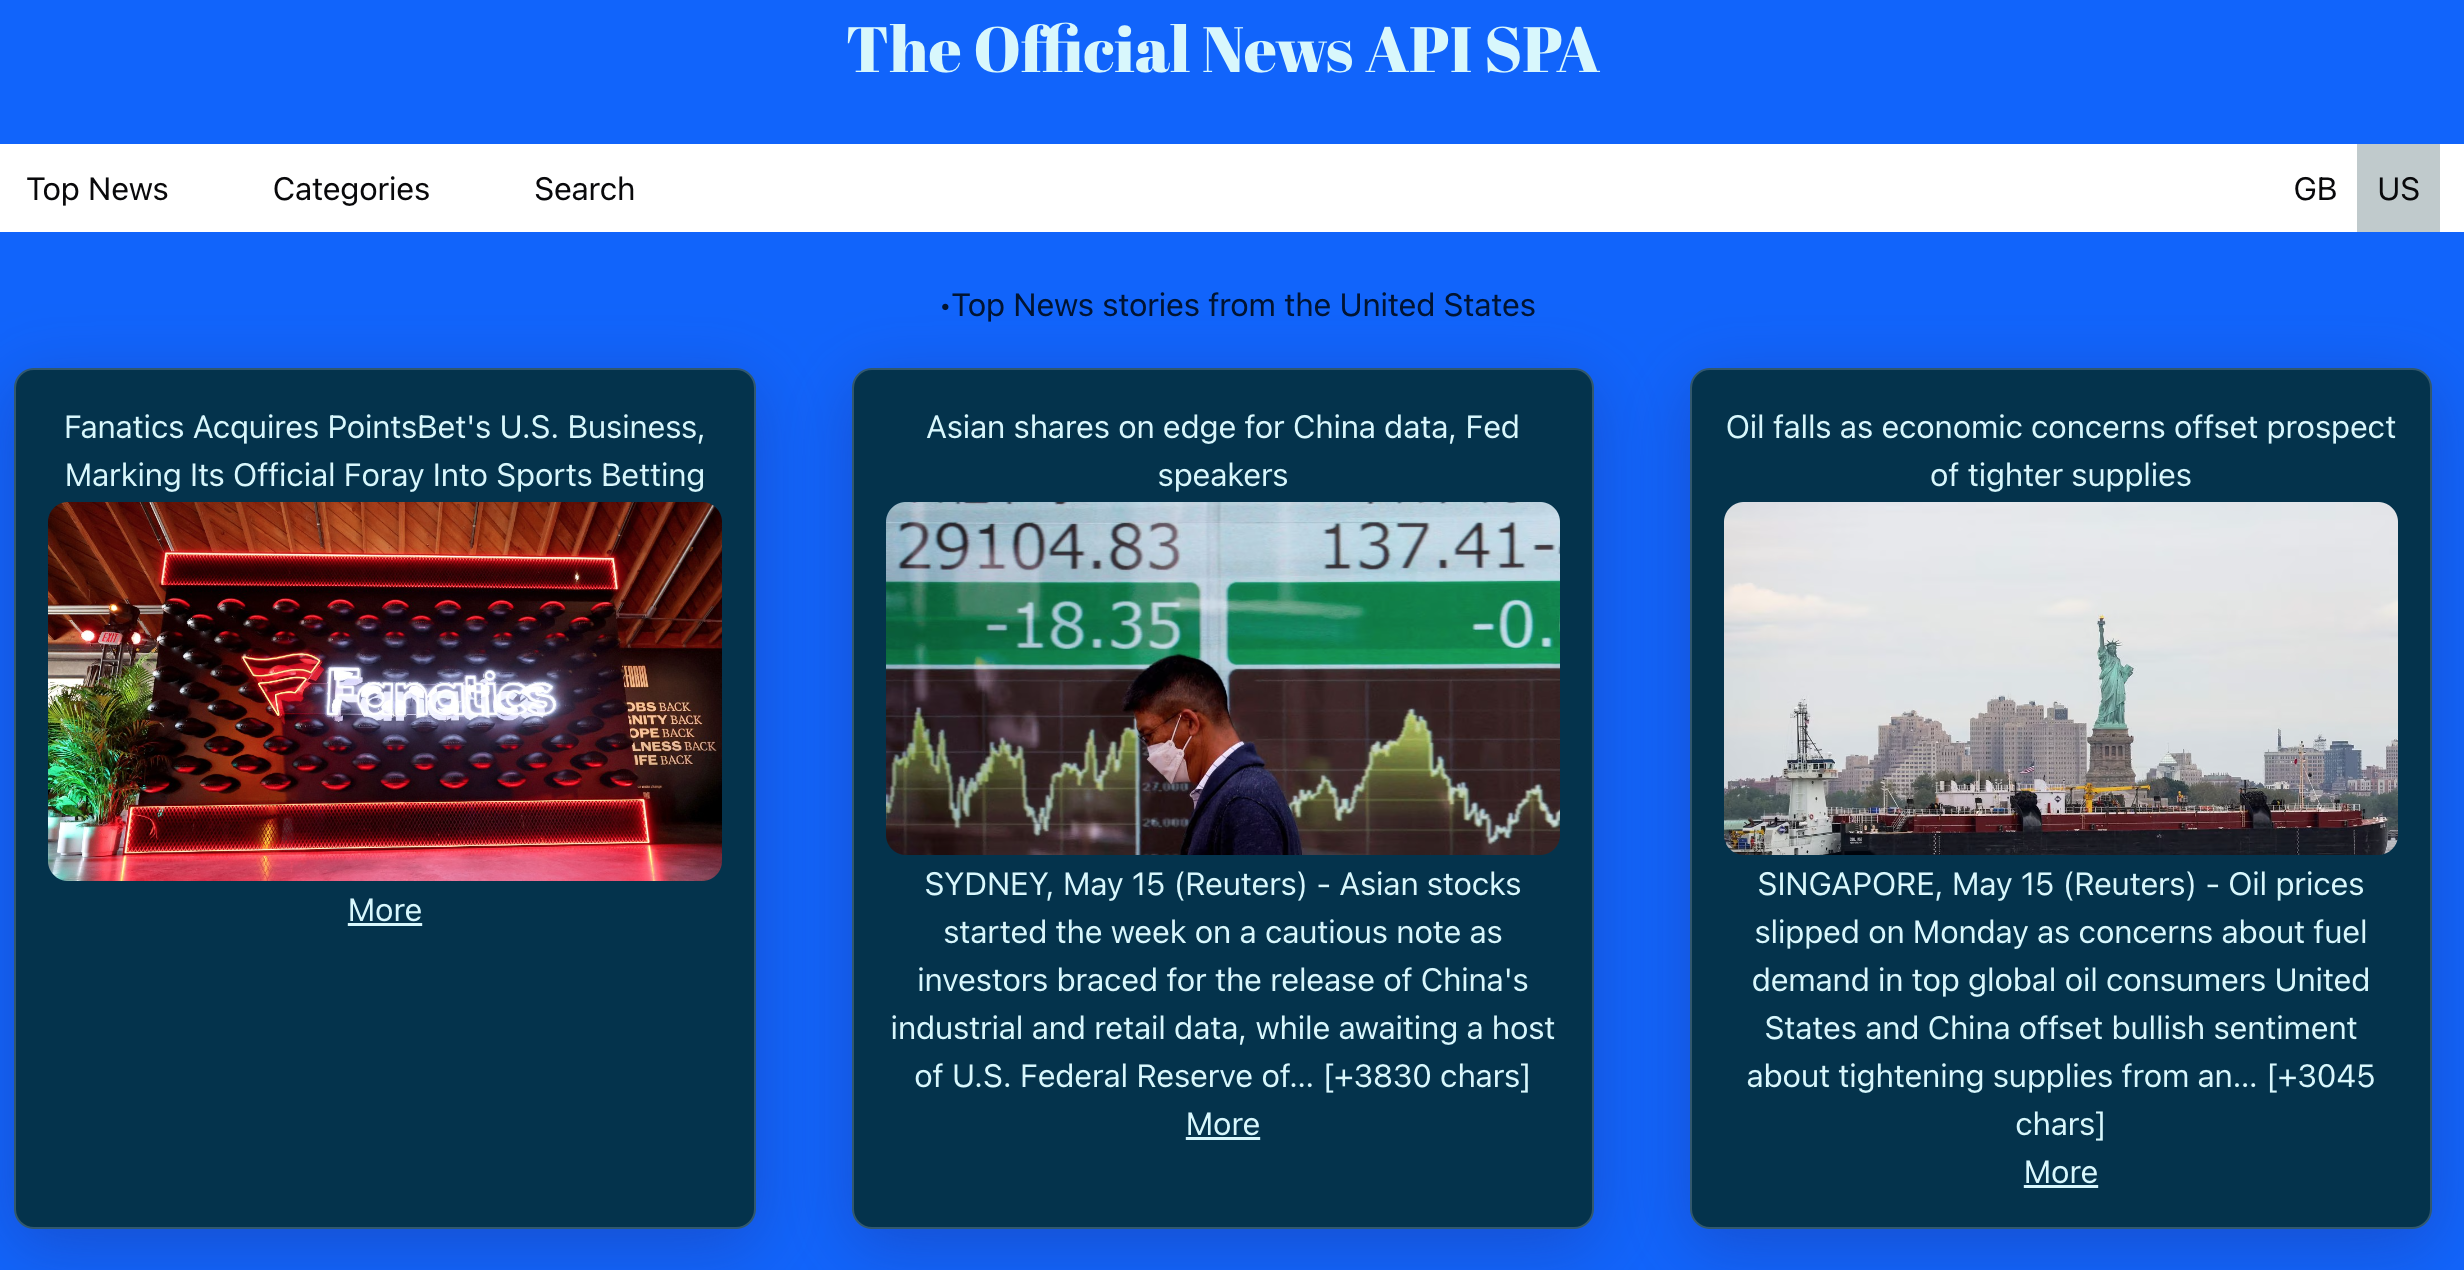 The Official News API SPA
Top News
Categories
Search
GB
US
•Top News stories from the United States
Fanatics Acquires PointsBet's U.S. Business,
Marking Its Official Foray Into Sports Betting
EXIT
Fanatics
OBS BACK
NITY BACK
OPE BACK
LNESS BACK
IFE BACK
More
Asian shares on edge for China data, Fed
speakers
29104.83
137.41-
-18.35
-0.
27,000
26,000
SYDNEY, May 15 (Reuters) - Asian stocks
started the week on a cautious note as
investors braced for the release of China's
industrial and retail data, while awaiting a host
of U.S. Federal Reserve of… [+3830 chars]
More
Oil falls as economic concerns offset prospect
of tighter supplies
SINGAPORE, May 15 (Reuters) - Oil prices
slipped on Monday as concerns about fuel
demand in top global oil consumers United
States and China offset bullish sentiment
about tightening supplies from an… [+3045
chars]
More